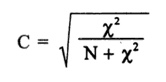 C = √(χ² / (N + χ²))